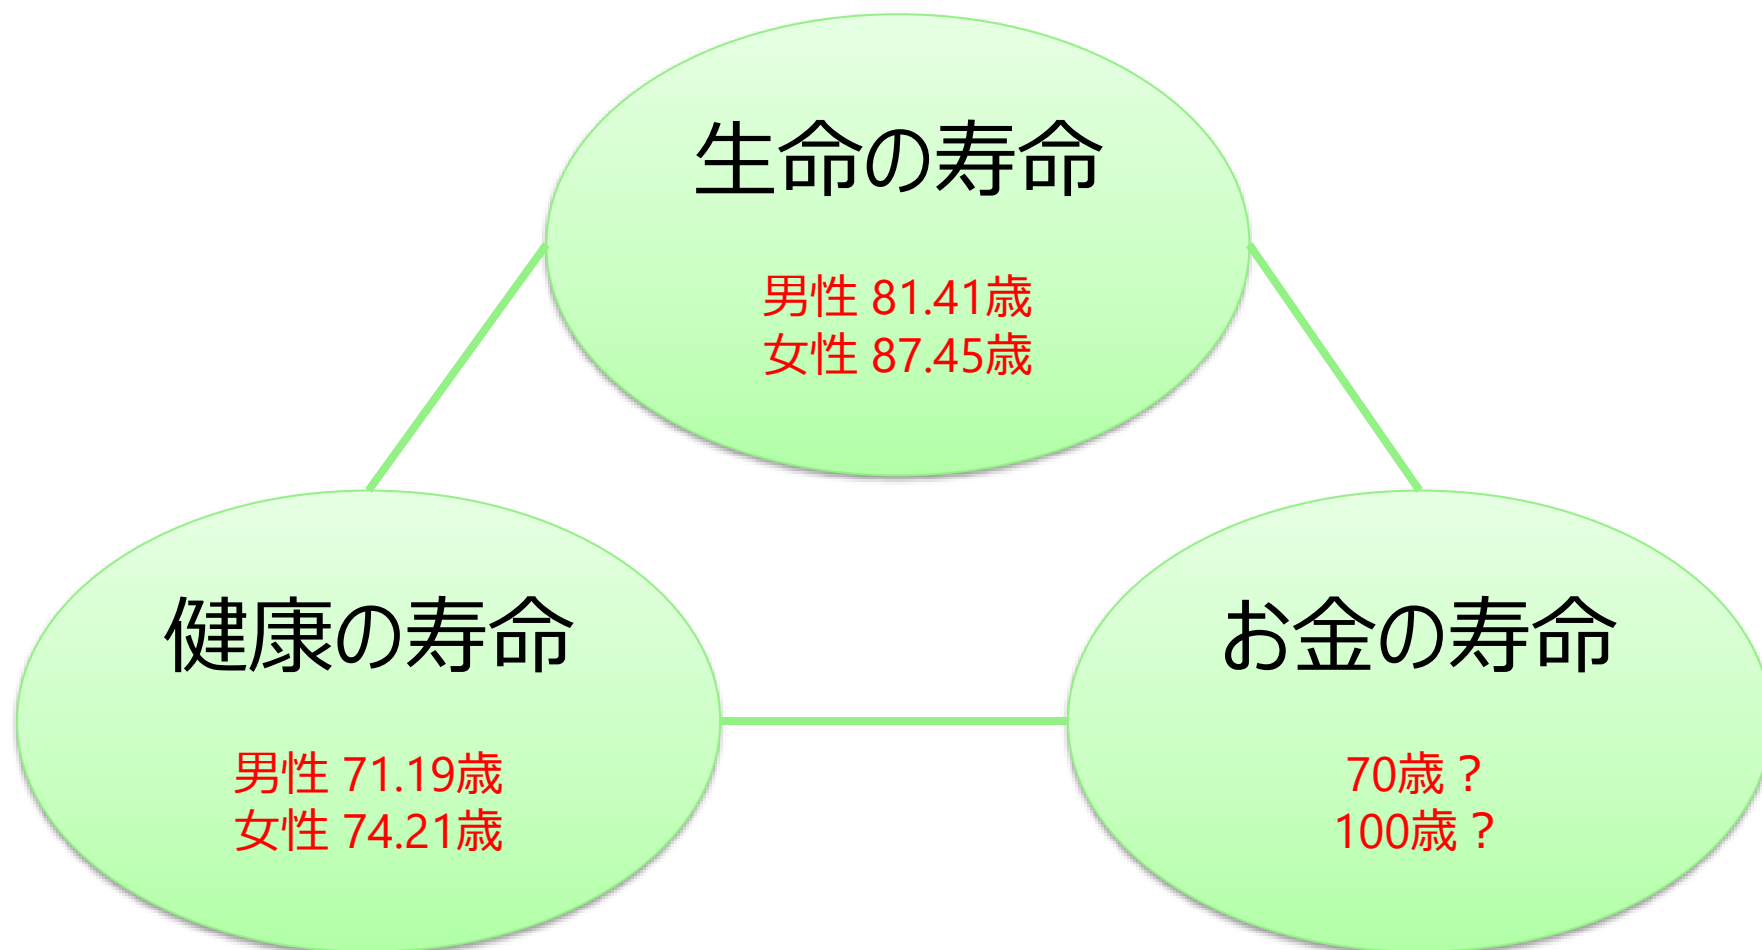 生命の寿命
男性 81.41歳
女性 87.45歳
健康の寿命
男性 71.19歳
女性 74.21歳
お金の寿命
70歳？
100歳？